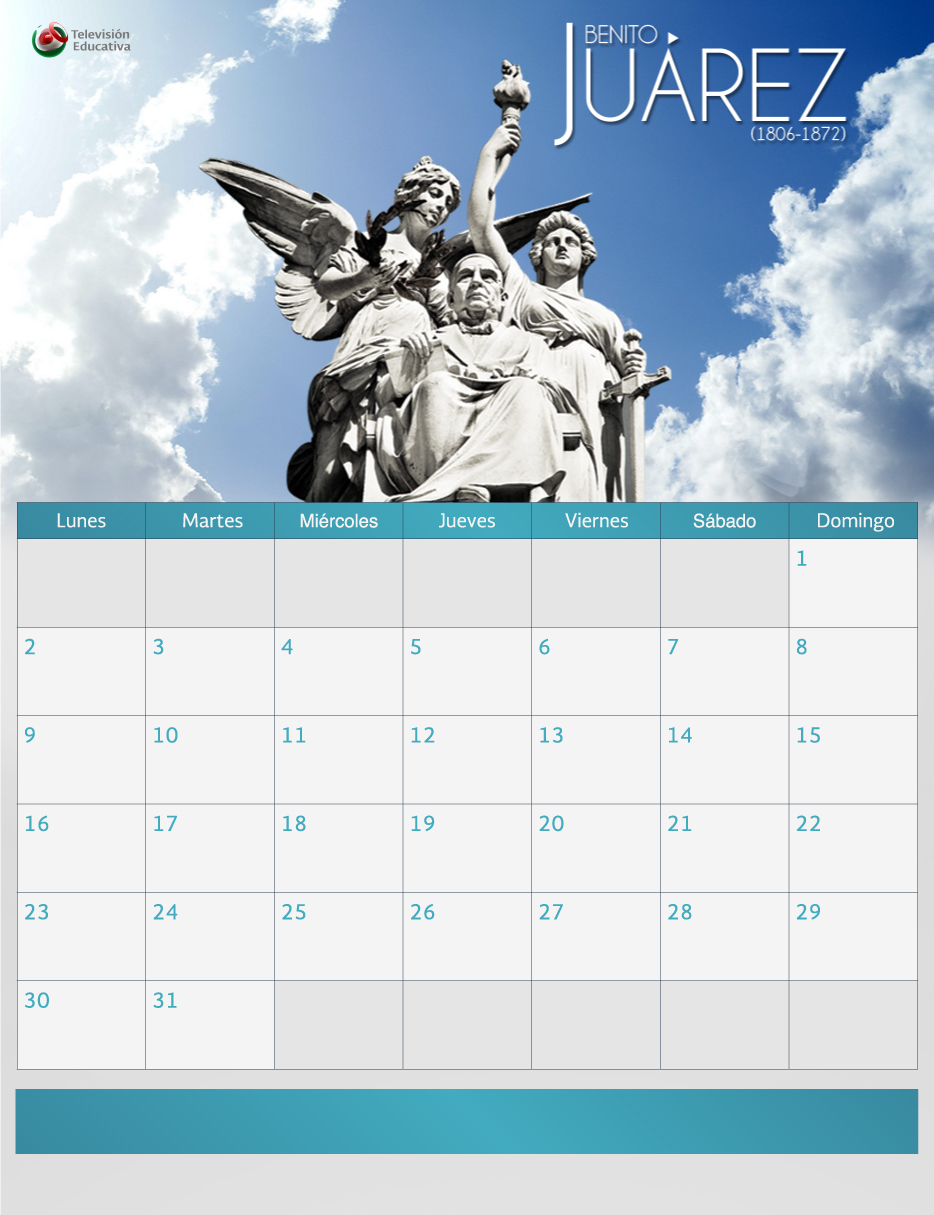 Televisión
Educativa
BENITO
JUÁREZ
(1806-1872)
Lunes Martes Miércoles Jueves Viernes Sábado Domingo
1
2 3 4 5 6 7 8
9 10 11 12 13 14 15
16 17 18 19 20 21 22
23 24 25 26 27 28 29
30 31